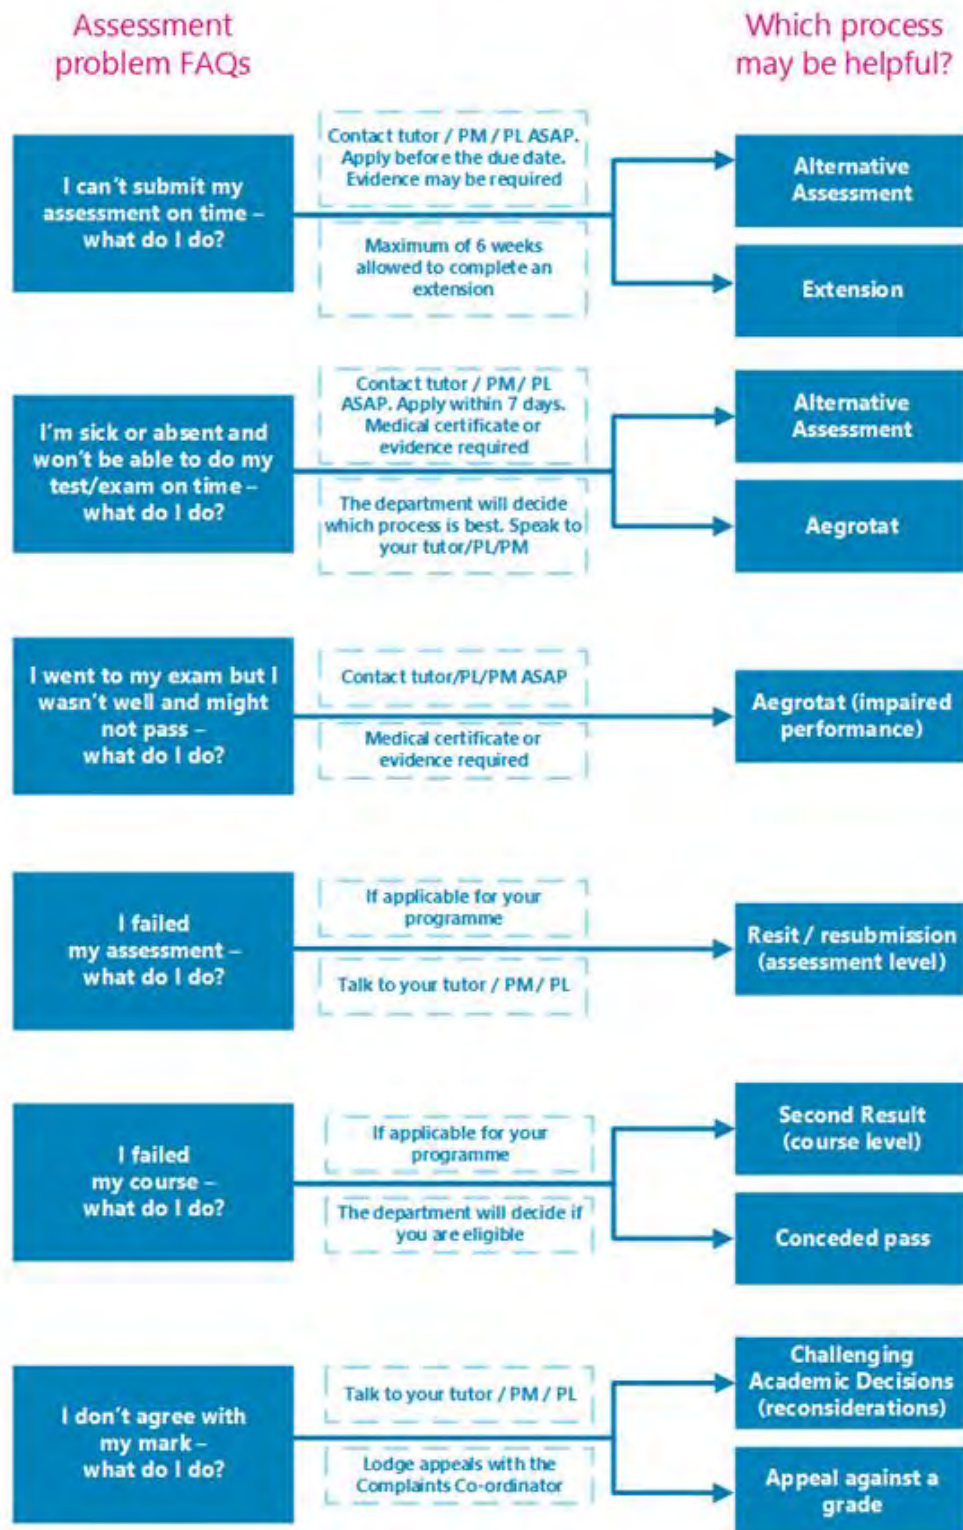 Assessment
problem FAQs
Which process
may be helpful?
I can't submit my
assessment on time –
what do I do?
Contact tutor / PM / PL ASAP.
Apply before the due date.
Evidence may be required
Maximum of 6 weeks
allowed to complete an
extension
Alternative
Assessment
Extension
I'm sick or absent and
won't be able to do my
test/exam on time –
what do I do?
Contact tutor / PM / PL
ASAP. Apply within 7 days.
Medical certificate or
evidence required
The department will decide
which process is best. Speak to
your tutor/PL/PM
Alternative
Assessment
Aegrotat
I went to my exam but I
wasn't well and might
not pass –
what do I do?
Contact tutor/PL/PM ASAP
Medical certificate or
evidence required
Aegrotat (impaired
performance)
I failed
my assessment –
what do I do?
If applicable for your
programme
Talk to your tutor / PM / PL
Resit / resubmission
(assessment level)
I failed
my course –
what do I do?
If applicable for your
programme
The department will decide if
you are eligible
Second Result
(course level)
Conceded pass
I don't agree with
my mark –
what do I do?
Talk to your tutor / PM / PL
Lodge appeals with the
Complaints Co-ordinator
Challenging
Academic Decisions
(reconsiderations)
Appeal against a
grade